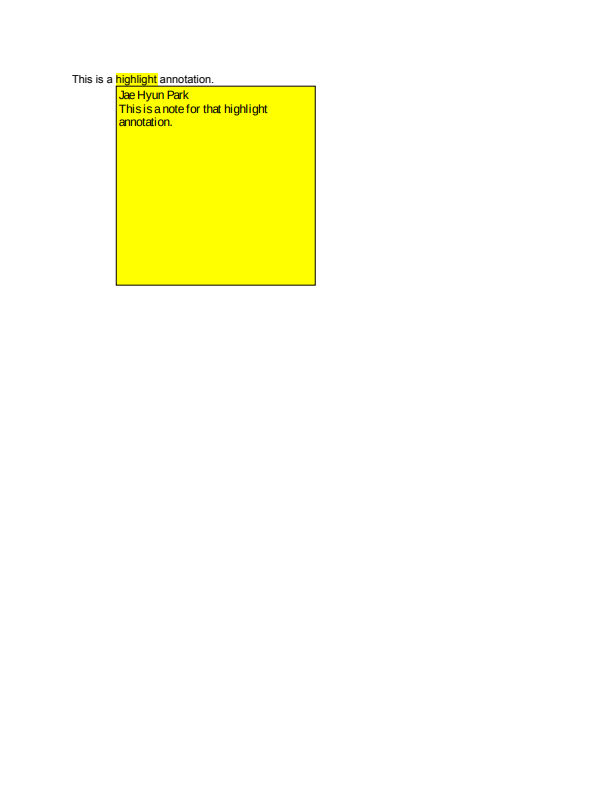 This is a highlight annotation.
Jae Hyun Park
This is a note for that highlight
annotation.